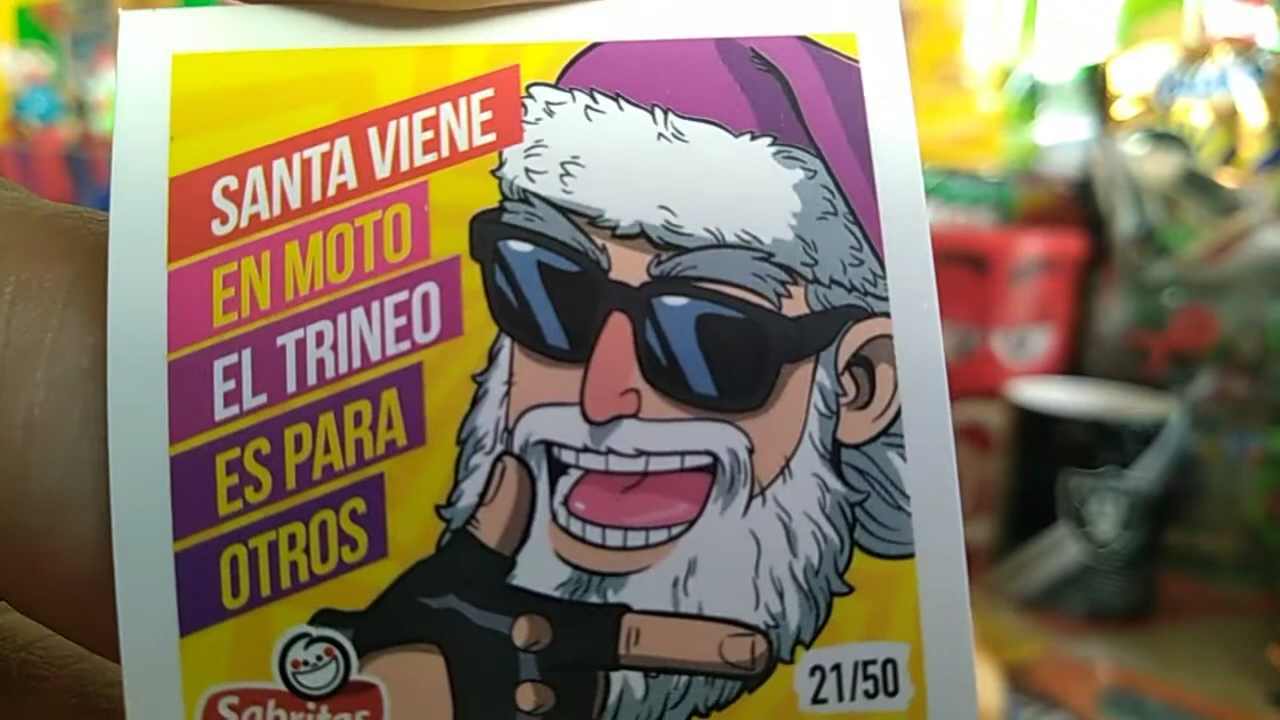 SANTA VIENE
EN MOTO
EL TRINEO
ES PARA
OTROS
Sabritas
21/50